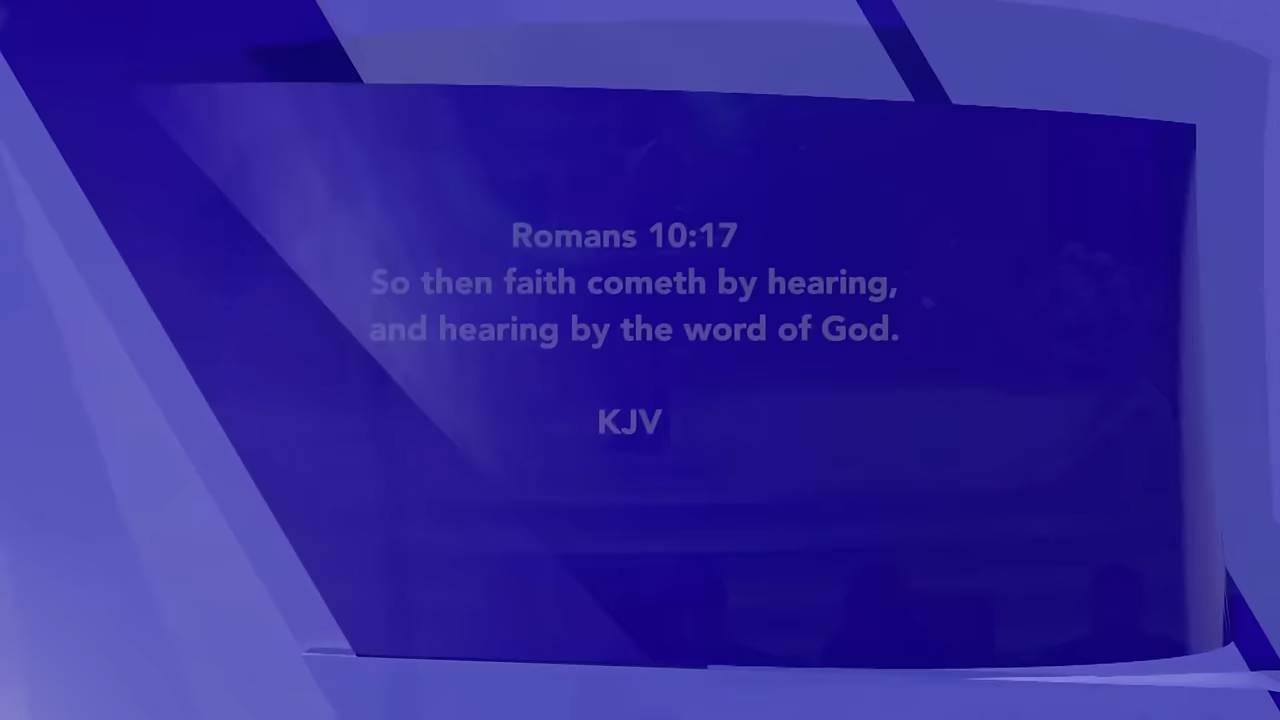 Romans 10:17
So then faith cometh by hearing,
and hearing by the word of God.
KJV